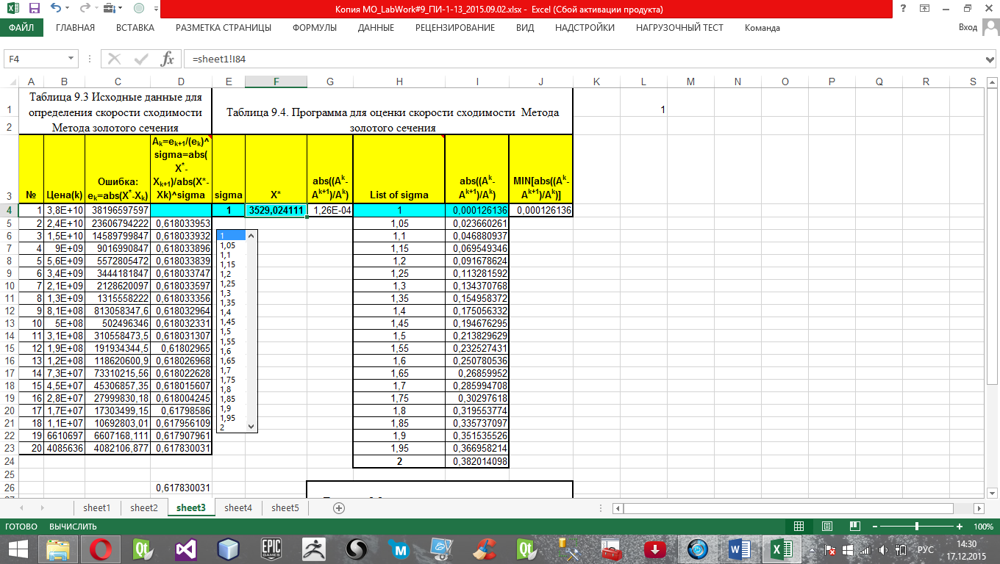 Копия MO_LabWork#9_ПИ-1-13_2015.09.02.xlsx - Excel (Сбой активации продукта)
ФАЙЛ ГЛАВНАЯ ВСТАВКА РАЗМЕТКА СТРАНИЦЫ ФОРМУЛЫ ДАННЫЕ РЕЦЕНЗИРОВАНИЕ ВИД НАДСТРОЙКИ НАГРУЗОЧНЫЙ ТЕСТ Команда Вход
F4 fx =sheet1!I84
A B C D E F G H I J K L M N O P Q R S
Таблица 9.3 Исходные данные для
определения скорости сходимости
Метода золотого сечения
Таблица 9.4. Программа для оценки скорости сходимости Метода
золотого сечения
1 1
2
3 № Цена(k) Ошибка: eₖ=abs(X*-Xₖ) Aₖ=eₖ₊₁/(eₖ)^sigma=abs(X*-Xₖ₊₁)/abs(X*-Xk)^sigma sigma X* abs((Aᵏ-Aᵏ⁺¹)/Aᵏ) List of sigma abs((Aᵏ-Aᵏ⁺¹)/Aᵏ) MIN[abs((Aᵏ-Aᵏ⁺¹)/Aᵏ)]
4 1 3,8E+10 38196597597 1 3529,024111 1,26E-04 1 0,000126136 0,000126136
5 2 2,4E+10 23606794222 0,618033953 1,05 0,023660261
6 3 1,5E+10 14589799847 0,618033932 1 1,1 0,046880937
7 4 9E+09 9016990847 0,618033896 1,05 1,15 0,069549346
8 5 5,6E+09 5572805472 0,618033839 1,1 1,2 0,091678624
9 6 3,4E+09 3444181847 0,618033747 1,15 1,25 0,113281592
10 7 2,1E+09 2128620097 0,618033597 1,2 1,3 0,134370768
11 8 1,3E+09 1315558222 0,618033356 1,25 1,35 0,154958372
12 9 8,1E+08 813058347,6 0,618032964 1,3 1,4 0,175056332
13 10 5E+08 502496346 0,618032331 1,35 1,45 0,194676295
14 11 3,1E+08 310558473,5 0,618031307 1,4 1,5 0,213829629
15 12 1,9E+08 191934344,5 0,61802965 1,45 1,55 0,232527431
16 13 1,2E+08 118620600,9 0,618026968 1,5 1,6 0,250780536
17 14 7,3E+07 73310215,56 0,618022628 1,55 1,65 0,26859952
18 15 4,5E+07 45306857,35 0,618015607 1,6 1,7 0,285994708
19 16 2,8E+07 27999830,18 0,618004245 1,65 1,75 0,30297618
20 17 1,7E+07 17303499,15 0,61798586 1,7 1,8 0,319553774
21 18 1,1E+07 10692803,01 0,617956109 1,75 1,85 0,335737097
22 19 6610697 6607168,111 0,617907961 1,8 1,9 0,351535526
23 20 4085636 4082106,877 0,617830031 1,85 1,95 0,366958214
24 1,9 2 0,382014098
1,95
2
25
26 0,617830031
sheet1 sheet2 sheet3 sheet4 sheet5
ГОТОВО ВЫЧИСЛИТЬ 100%
EPIC GAMES РУС 14:30
17.12.2015